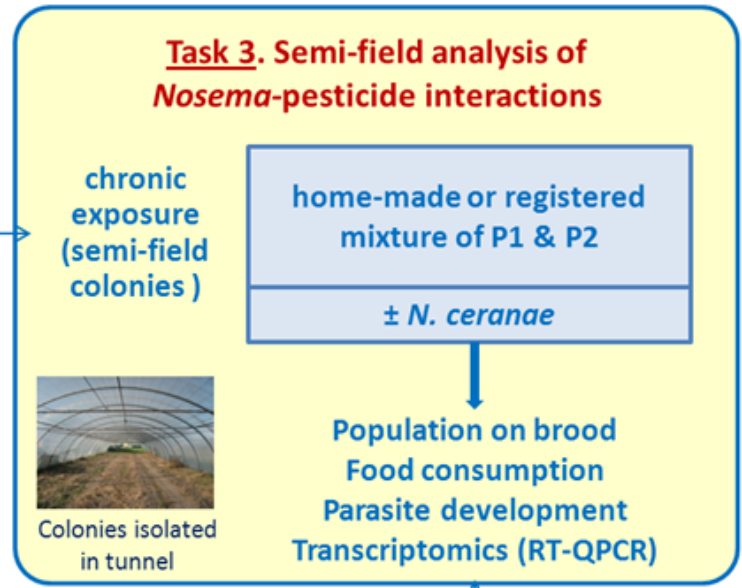 Task 3. Semi-field analysis of
Nosema-pesticide interactions
chronic
exposure
(semi-field
colonies )
home-made or registered
mixture of P1 & P2
± N. ceranae
Population on brood
Food consumption
Parasite development
Transcriptomics (RT-QPCR)
Colonies isolated
in tunnel